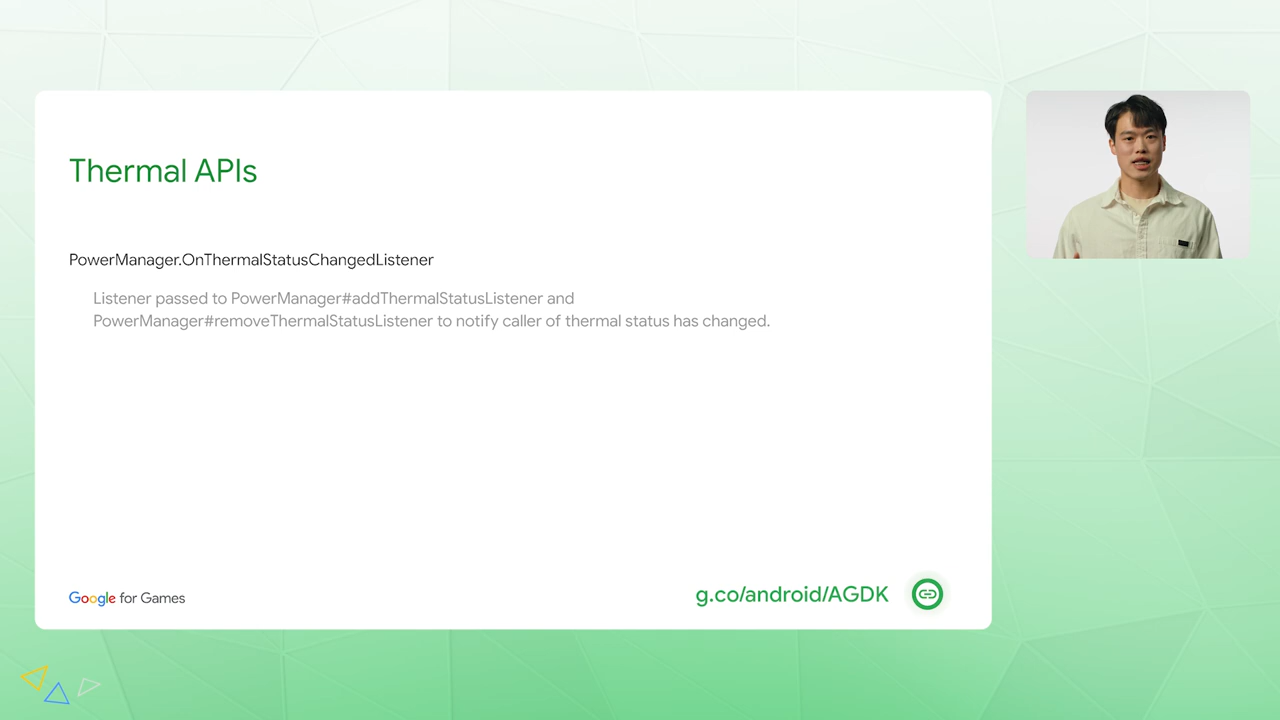 Thermal APIs
PowerManager.OnThermalStatusChangedListener
Listener passed to PowerManager#addThermalStatusListener and
PowerManager#removeThermalStatusListener to notify caller of thermal status has changed.
Google for Games
g.co/android/AGDK